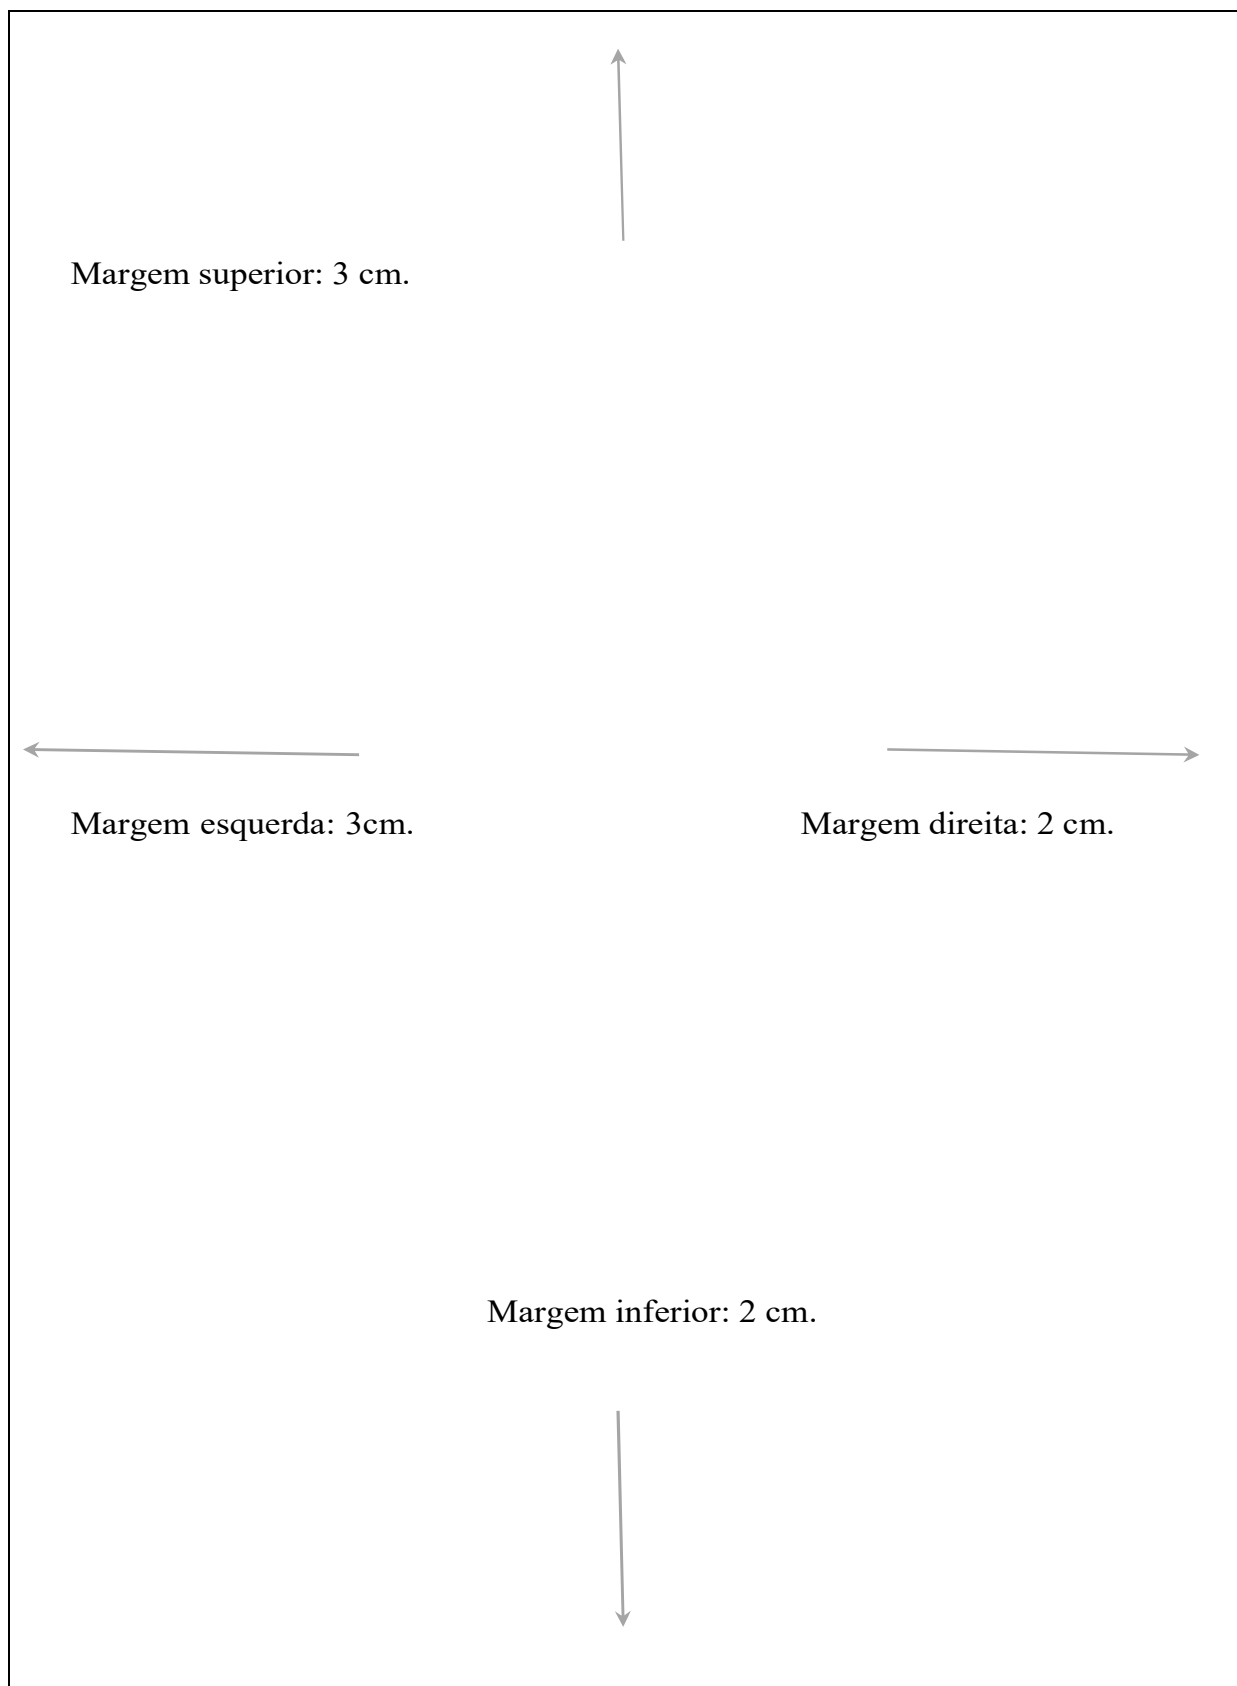 Margem superior: 3 cm.
Margem esquerda: 3cm.
Margem direita: 2 cm.
Margem inferior: 2 cm.